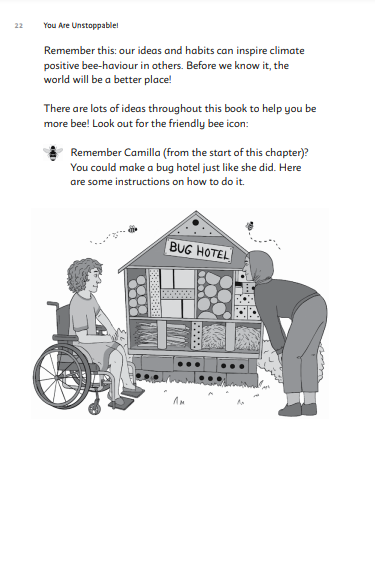 22 You Are Unstoppable!
Remember this: our ideas and habits can inspire climate
positive bee-haviour in others. Before we know it, the
world will be a better place!
There are lots of ideas throughout this book to help you be
more bee! Look out for the friendly bee icon:
Remember Camilla (from the start of this chapter)?
You could make a bug hotel just like she did. Here
are some instructions on how to do it.
BUG HOTEL